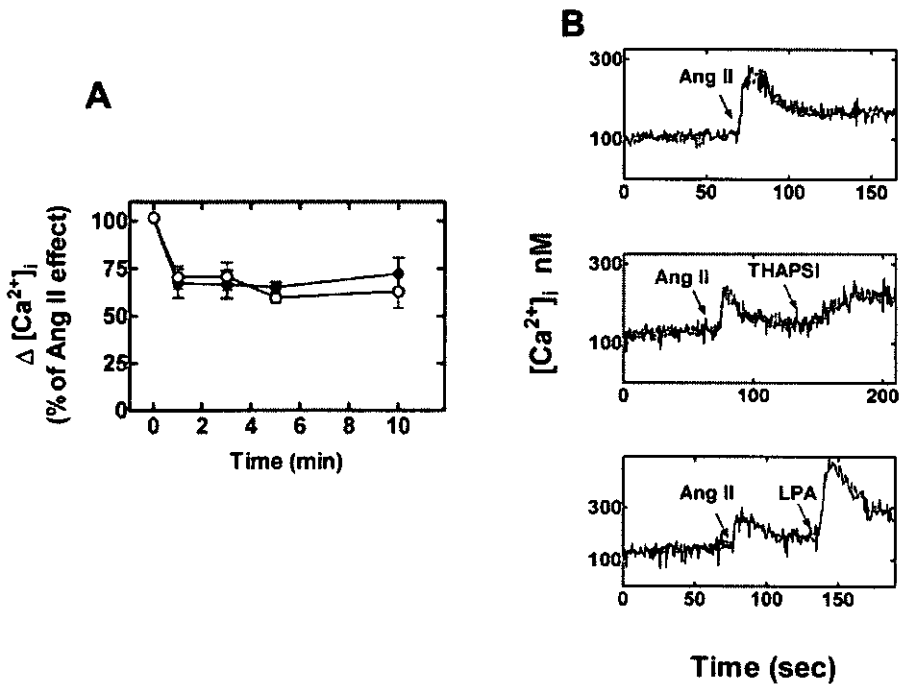 A
Δ [Ca²⁺]ᵢ
(% of Ang II effect)
100
75
50
25
0
0 2 4 6 8 10
Time (min)
B
[Ca²⁺]ᵢ nM
300
100
Ang II
0 50 100 150
300
100
Ang II
THAPSI
0 100 200
300
100
Ang II
LPA
0 50 100 150
Time (sec)